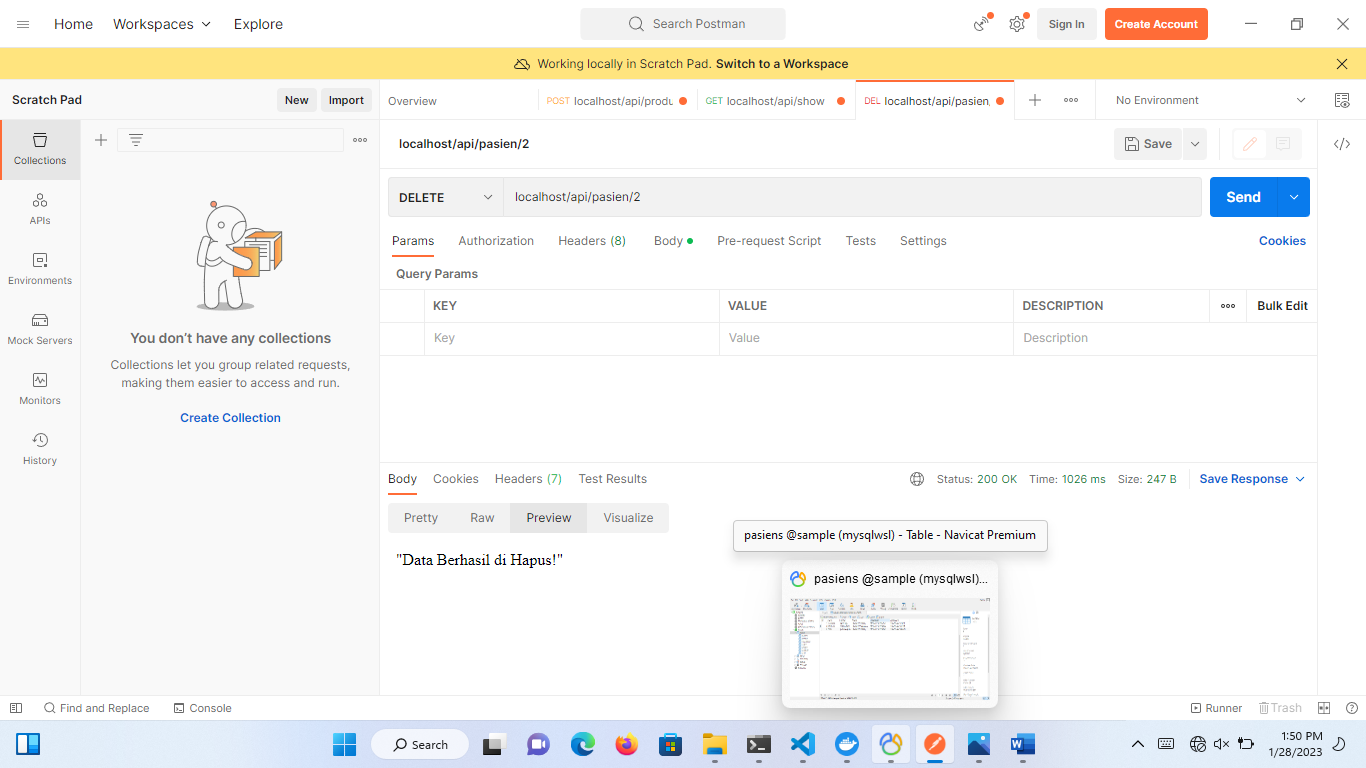 Home Workspaces Explore Search Postman Sign In Create Account
Working locally in Scratch Pad. Switch to a Workspace
Scratch Pad New Import Overview POST localhost/api/produ GET localhost/api/show DEL localhost/api/pasien, No Environment
Collections
APIs
Environments
Mock Servers
Monitors
History
You don't have any collections
Collections let you group related requests,
making them easier to access and run.
Create Collection
localhost/api/pasien/2 Save
DELETE localhost/api/pasien/2 Send
Params Authorization Headers (8) Body Pre-request Script Tests Settings Cookies
Query Params
KEY VALUE DESCRIPTION Bulk Edit
Key Value Description
Body Cookies Headers (7) Test Results Status: 200 OK Time: 1026 ms Size: 247 B Save Response
Pretty Raw Preview Visualize
"Data Berhasil di Hapus!"
pasiens @sample (mysqlwsl) - Table - Navicat Premium
pasiens @sample (mysqlwsl)...
Find and Replace Console Runner Trash
Search 1:50 PM
1/28/2023